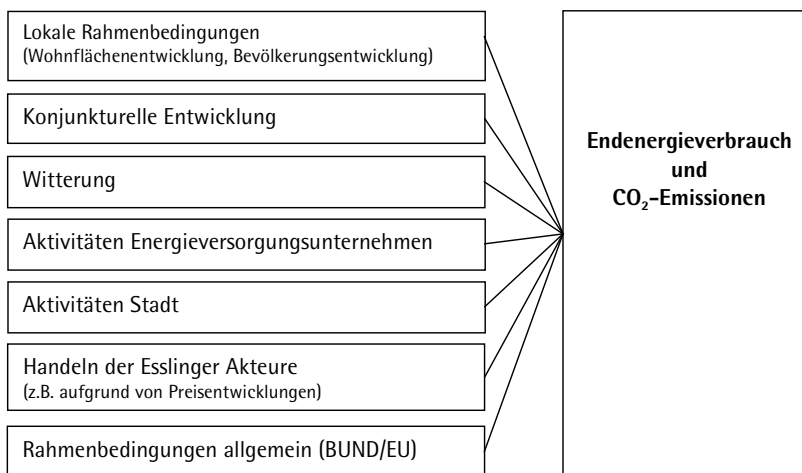 Lokale Rahmenbedingungen
(Wohnflächenentwicklung, Bevölkerungsentwicklung)
Konjunkturelle Entwicklung
Witterung
Aktivitäten Energieversorgungsunternehmen
Aktivitäten Stadt
Handeln der Esslinger Akteure
(z.B. aufgrund von Preisentwicklungen)
Rahmenbedingungen allgemein (BUND/EU)
Endenergieverbrauch
und
CO₂-Emissionen